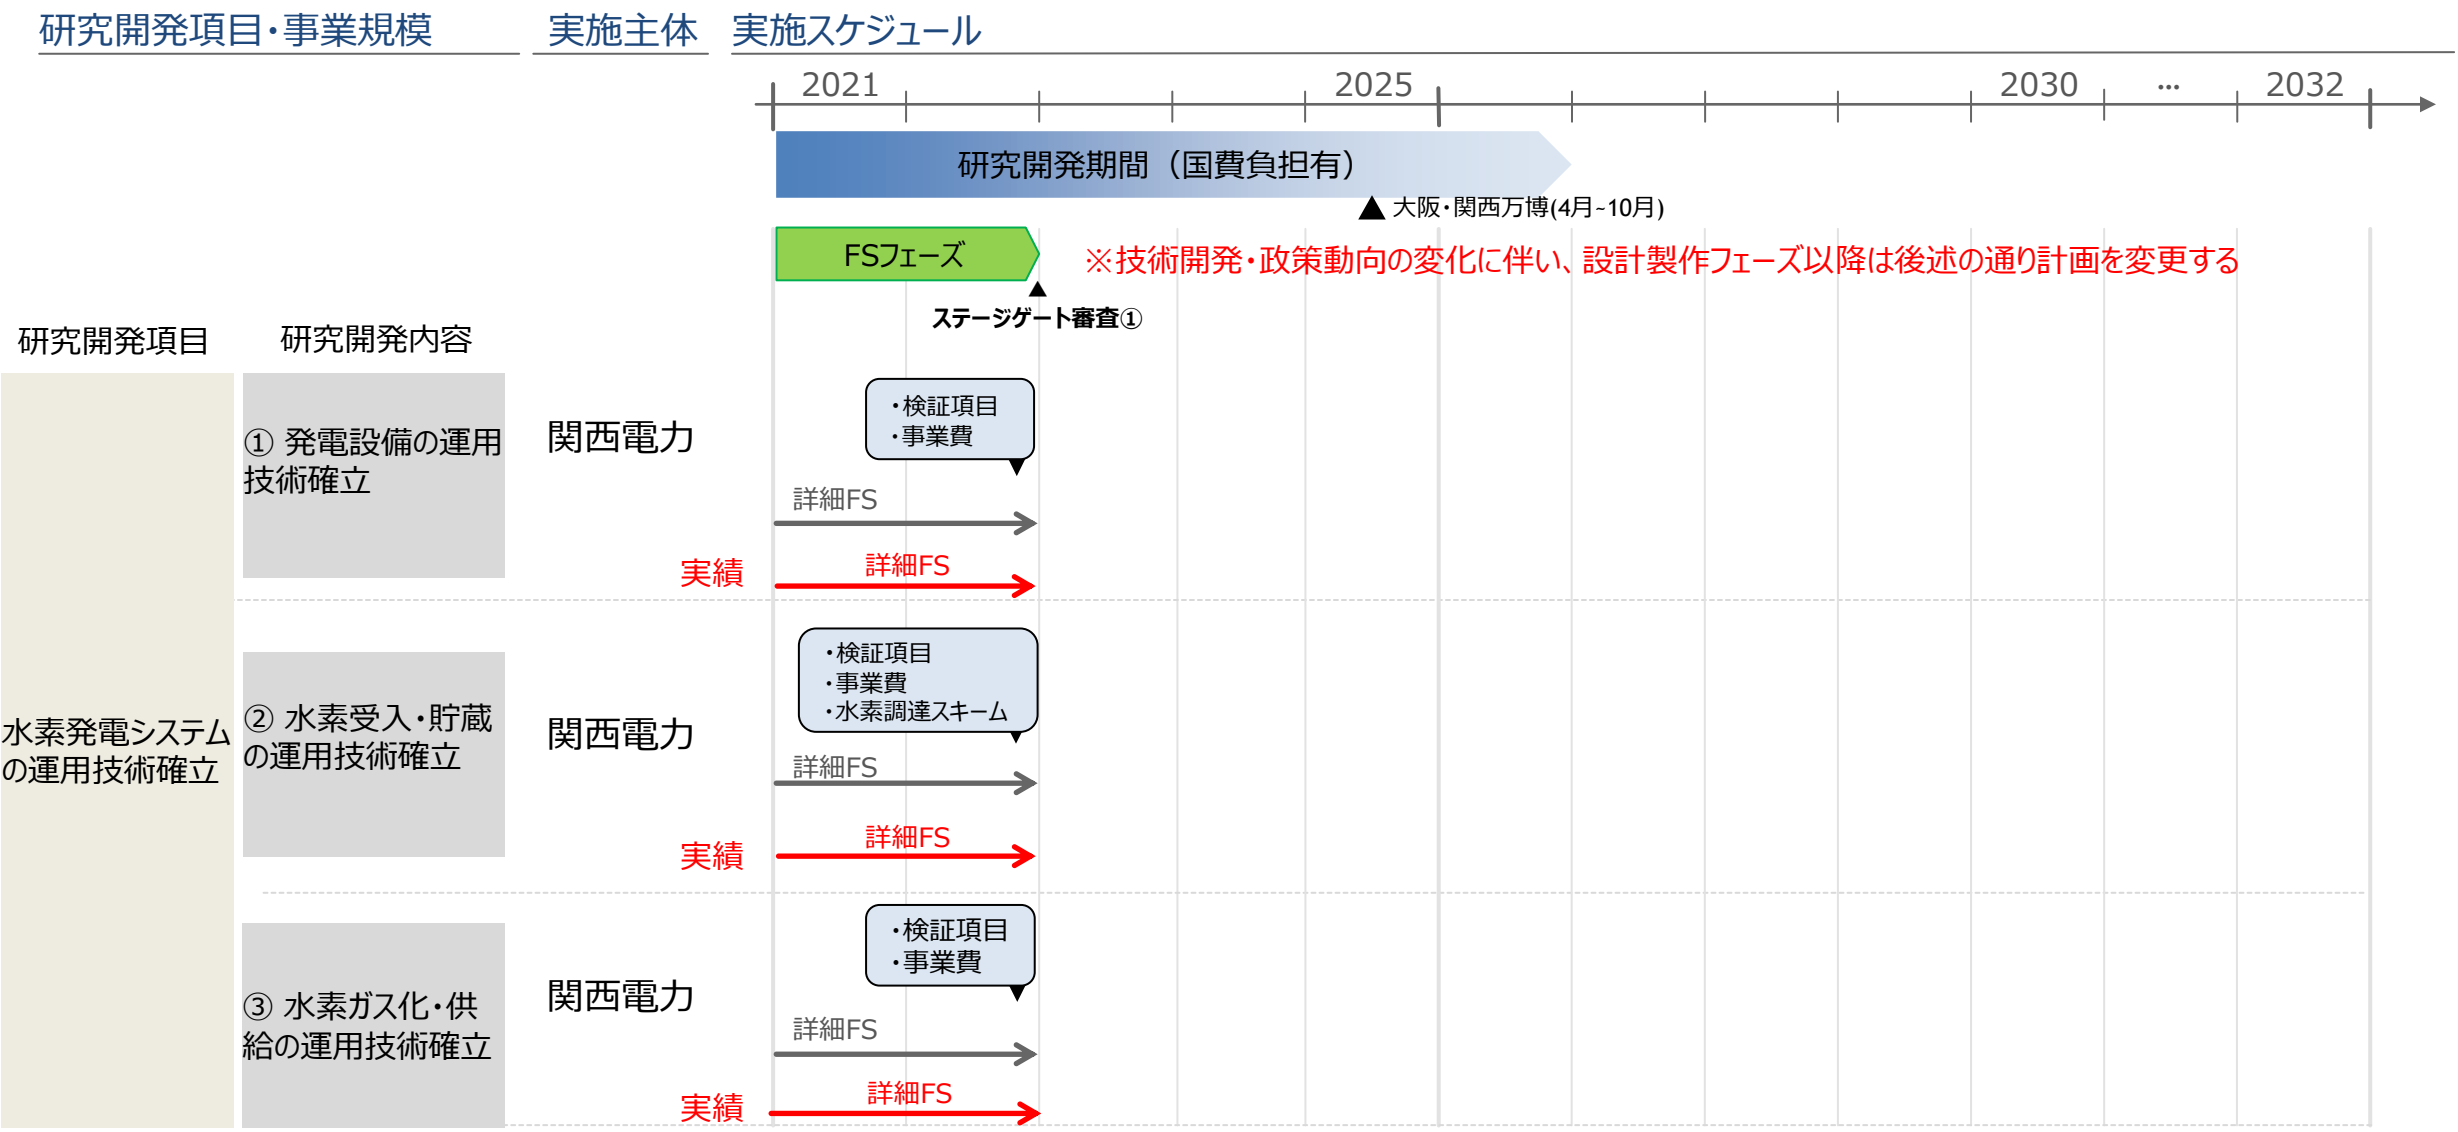 研究開発項目・事業規模
実施主体
実施スケジュール
2021
2025
2030
…
2032
研究開発期間（国費負担有）
▲ 大阪・関西万博(4月~10月)
FSフェーズ
※技術開発・政策動向の変化に伴い、設計製作フェーズ以降は後述の通り計画を変更する
ステージゲート審査①
研究開発項目
研究開発内容
水素発電システム
の運用技術確立
① 発電設備の運用
技術確立
関西電力
・検証項目
・事業費
詳細FS
実績
詳細FS
② 水素受入・貯蔵
の運用技術確立
関西電力
・検証項目
・事業費
・水素調達スキーム
詳細FS
実績
詳細FS
③ 水素ガス化・供
給の運用技術確立
関西電力
・検証項目
・事業費
詳細FS
実績
詳細FS